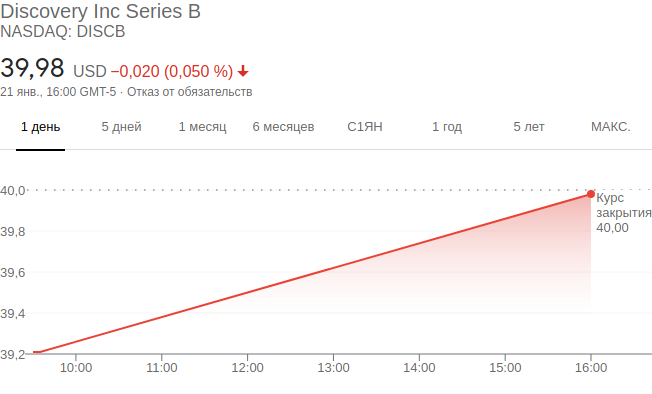 Discovery Inc Series B
NASDAQ: DISCB
39,98 USD −0,020 (0,050 %)
21 янв., 16:00 GMT-5 · Отказ от обязательств
1 день 5 дней 1 месяц 6 месяцев С1ЯН 1 год 5 лет МАКС.
40,0
Курс
закрытия
40,00
39,8
39,6
39,4
39,2
10:00 11:00 12:00 13:00 14:00 15:00 16:00